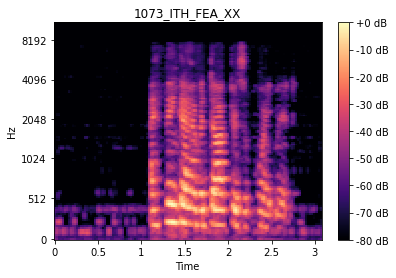 1073_ITH_FEA_XX
+0 dB
8192
-10 dB
4096
-20 dB
-30 dB
2048
Hz
-40 dB
1024
-50 dB
512
-60 dB
-70 dB
0
-80 dB
0 0.5 1 1.5 2 2.5 3
Time